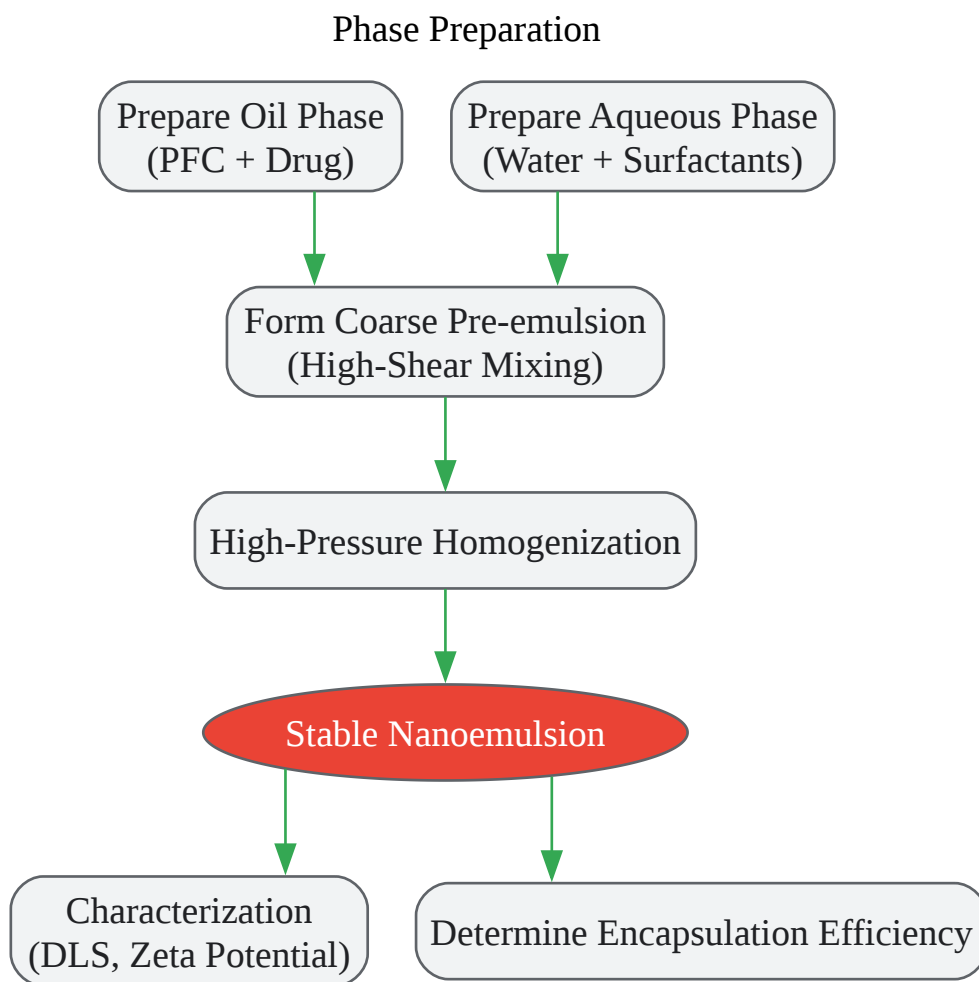 Phase Preparation
Prepare Oil Phase
(PFC + Drug)
Prepare Aqueous Phase
(Water + Surfactants)
Form Coarse Pre-emulsion
(High-Shear Mixing)
High-Pressure Homogenization
Stable Nanoemulsion
Characterization
(DLS, Zeta Potential)
Determine Encapsulation Efficiency